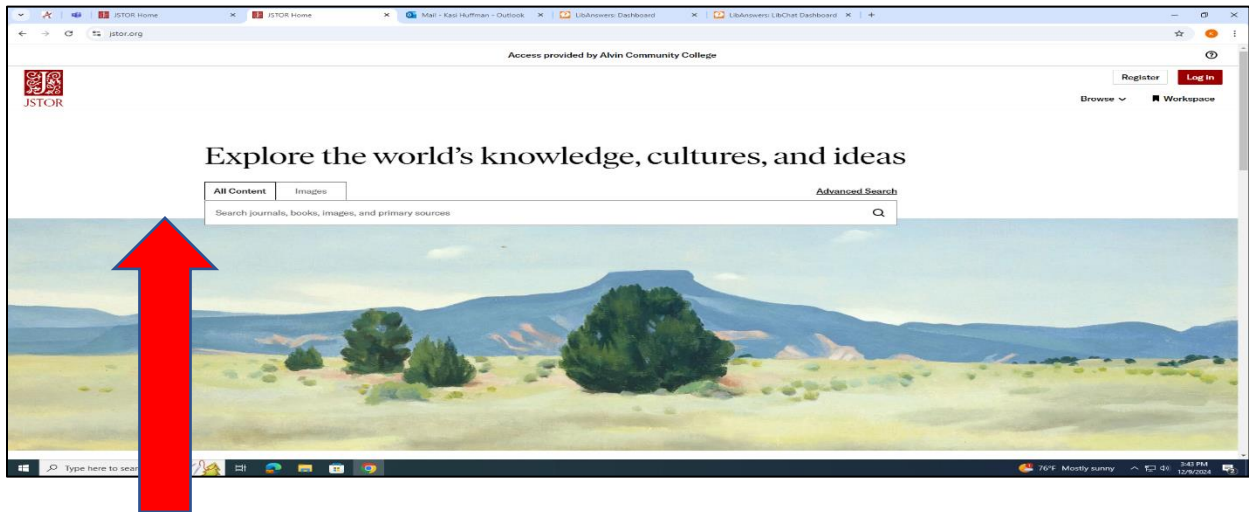 JSTOR Home
JSTOR Home
Mail - Kasi Huffman - Outlook
LibAnswers: Dashboard
LibAnswers: LibChat Dashboard
jstor.org
Access provided by Alvin Community College
Register
Log in
JSTOR
Browse
Workspace
Explore the world's knowledge, cultures, and ideas
All Content
Images
Advanced Search
Search journals, books, images, and primary sources
Type here to sear
76°F Mostly sunny
3:43 PM
12/9/2024